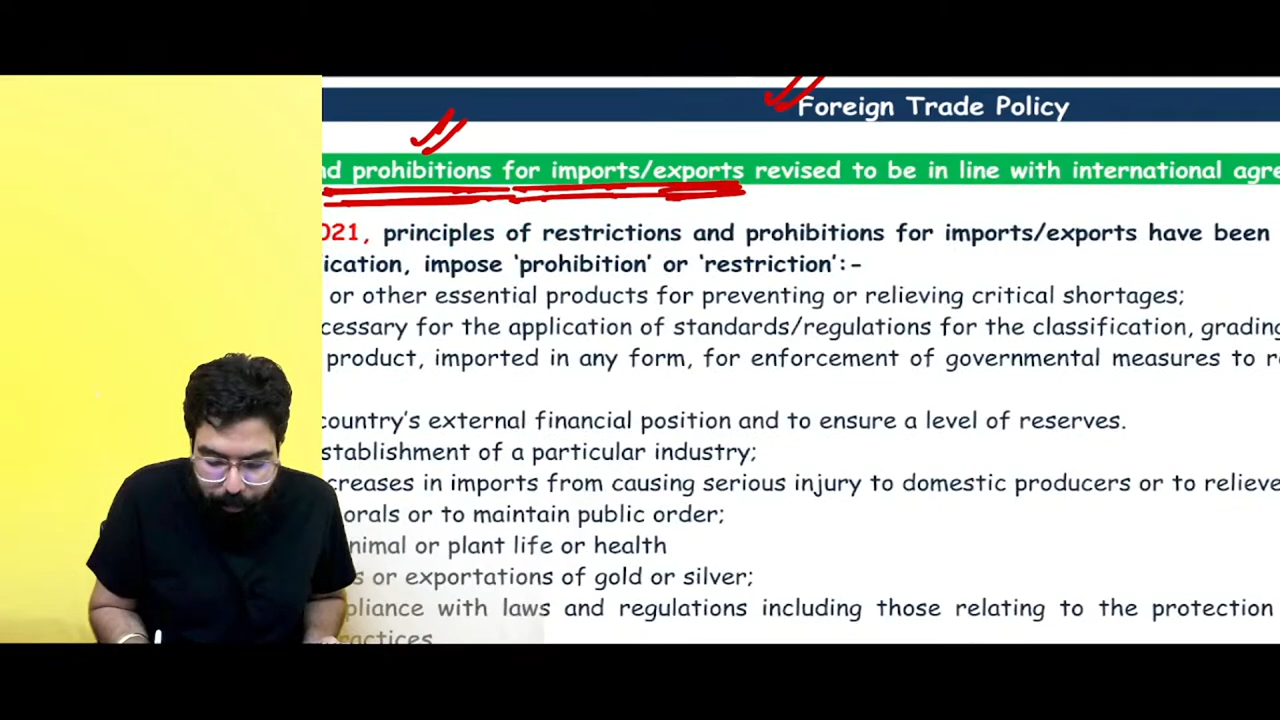 Foreign Trade Policy
nd prohibitions for imports/exports revised to be in line with international agre
021, principles of restrictions and prohibitions for imports/exports have been
ication, impose ‘prohibition’ or ‘restriction’:-
or other essential products for preventing or relieving critical shortages;
cessary for the application of standards/regulations for the classification, grading
product, imported in any form, for enforcement of governmental measures to re
country’s external financial position and to ensure a level of reserves.
stablishment of a particular industry;
creases in imports from causing serious injury to domestic producers or to relieve
orals or to maintain public order;
nimal or plant life or health
s or exportations of gold or silver;
pliance with laws and regulations including those relating to the protection
ractices